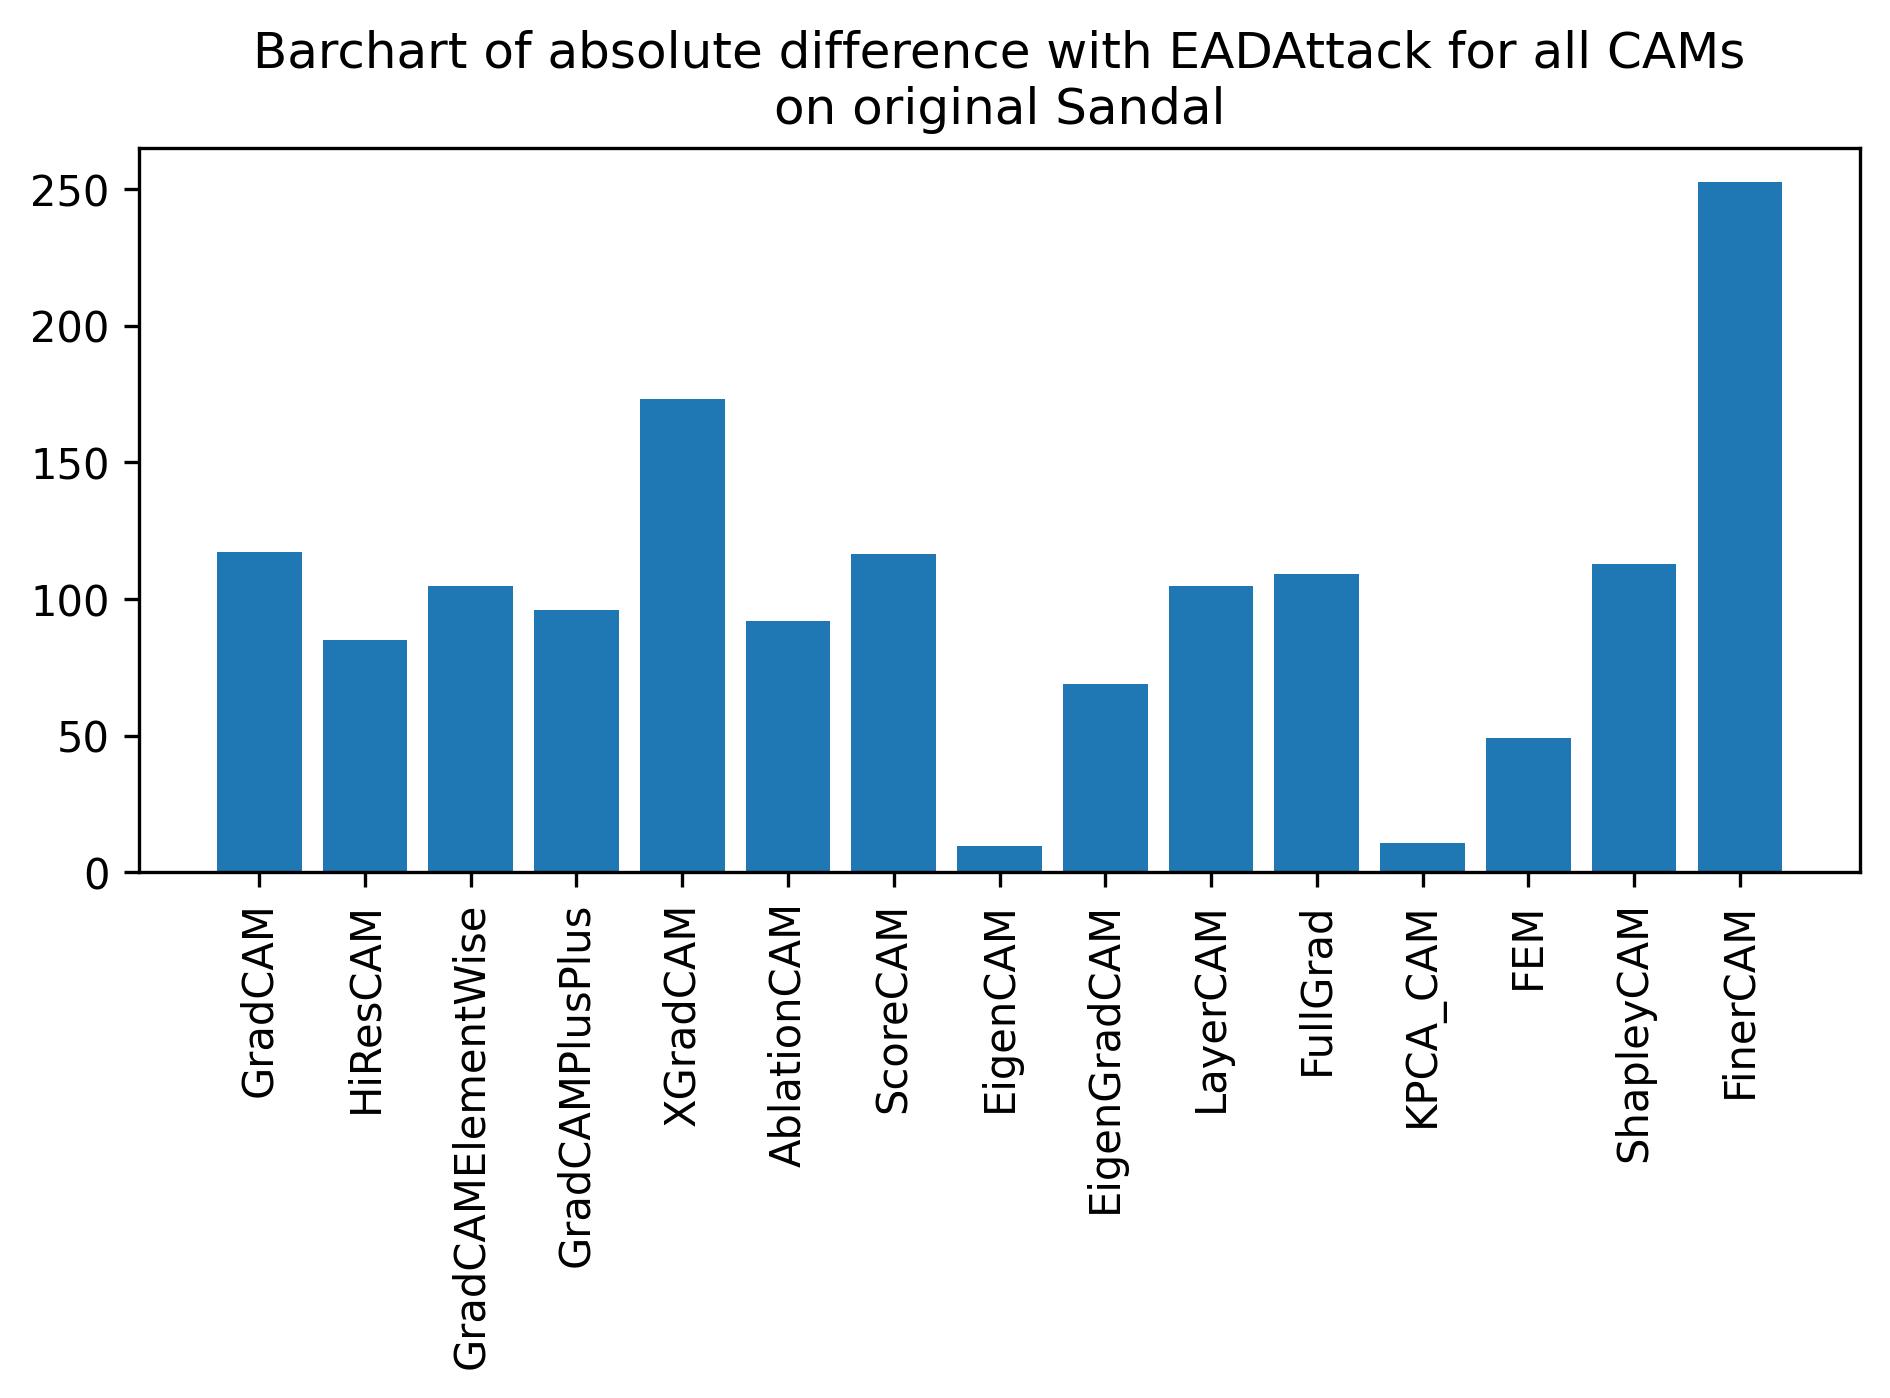 Barchart of absolute difference with EADAttack for all CAMs
on original Sandal
250
200
150
100
50
0
GradCAM
HiResCAM
GradCAMElementWise
GradCAMPlusPlus
XGradCAM
AblationCAM
ScoreCAM
EigenCAM
EigenGradCAM
LayerCAM
FullGrad
KPCA_CAM
FEM
ShapleyCAM
FinerCAM